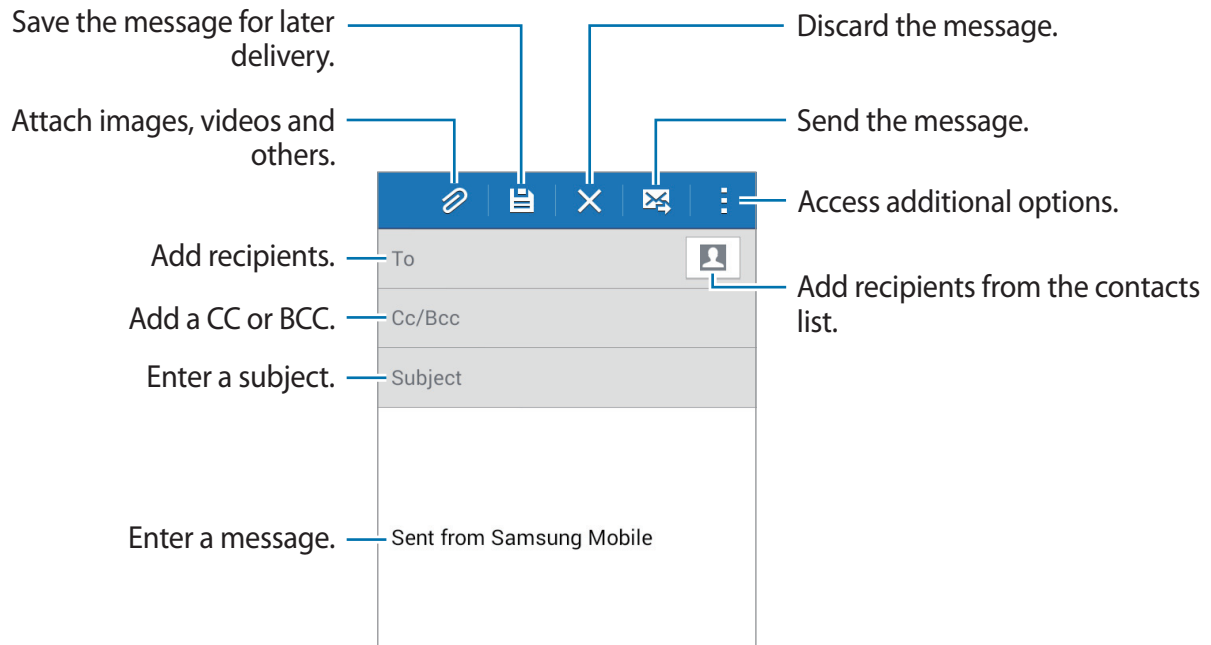 Save the message for later
delivery.
Discard the message.
Attach images, videos and
others.
Send the message.
Access additional options.
Add recipients.
To
Add recipients from the contacts
list.
Add a CC or BCC.
Cc/Bcc
Enter a subject.
Subject
Enter a message.
Sent from Samsung Mobile